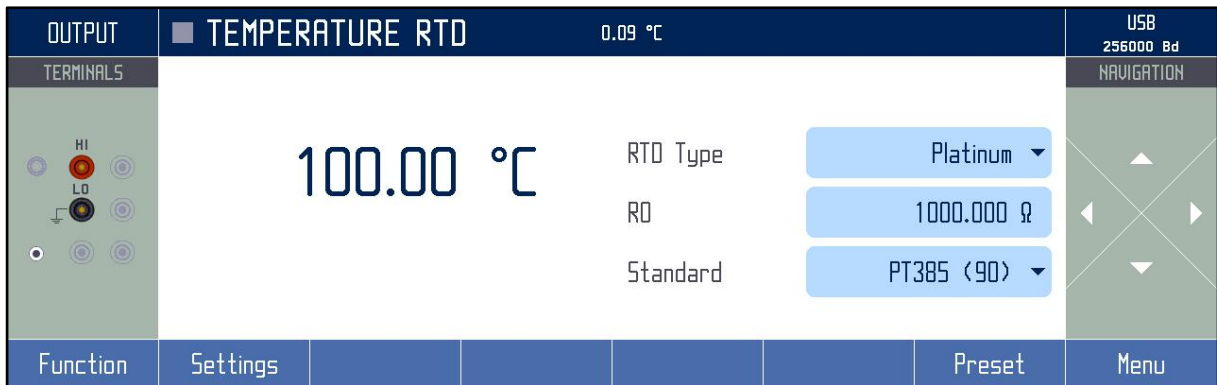 OUTPUT
TEMPERATURE RTD
0.09 °C
USB
256000 Bd
TERMINALS
NAVIGATION
HI
LO
100.00 °C
RTD Type
Platinum
R0
1000.000 Ω
Standard
PT385 (90)
Function
Settings
Preset
Menu